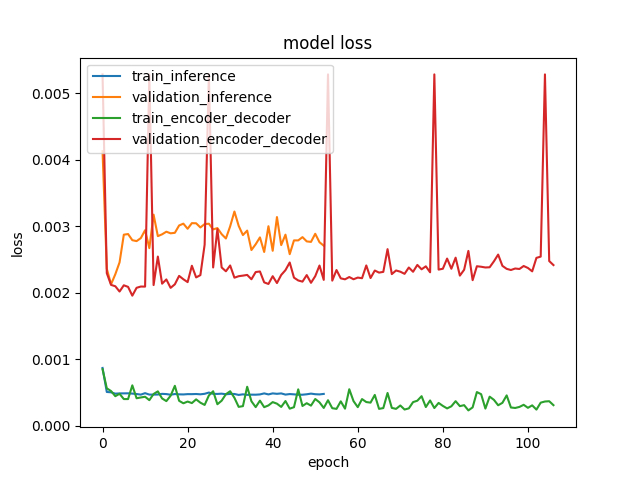 model loss
train_inference
validation_inference
train_encoder_decoder
validation_encoder_decoder
loss
0.005
0.004
0.003
0.002
0.001
0.000
0 20 40 60 80 100
epoch